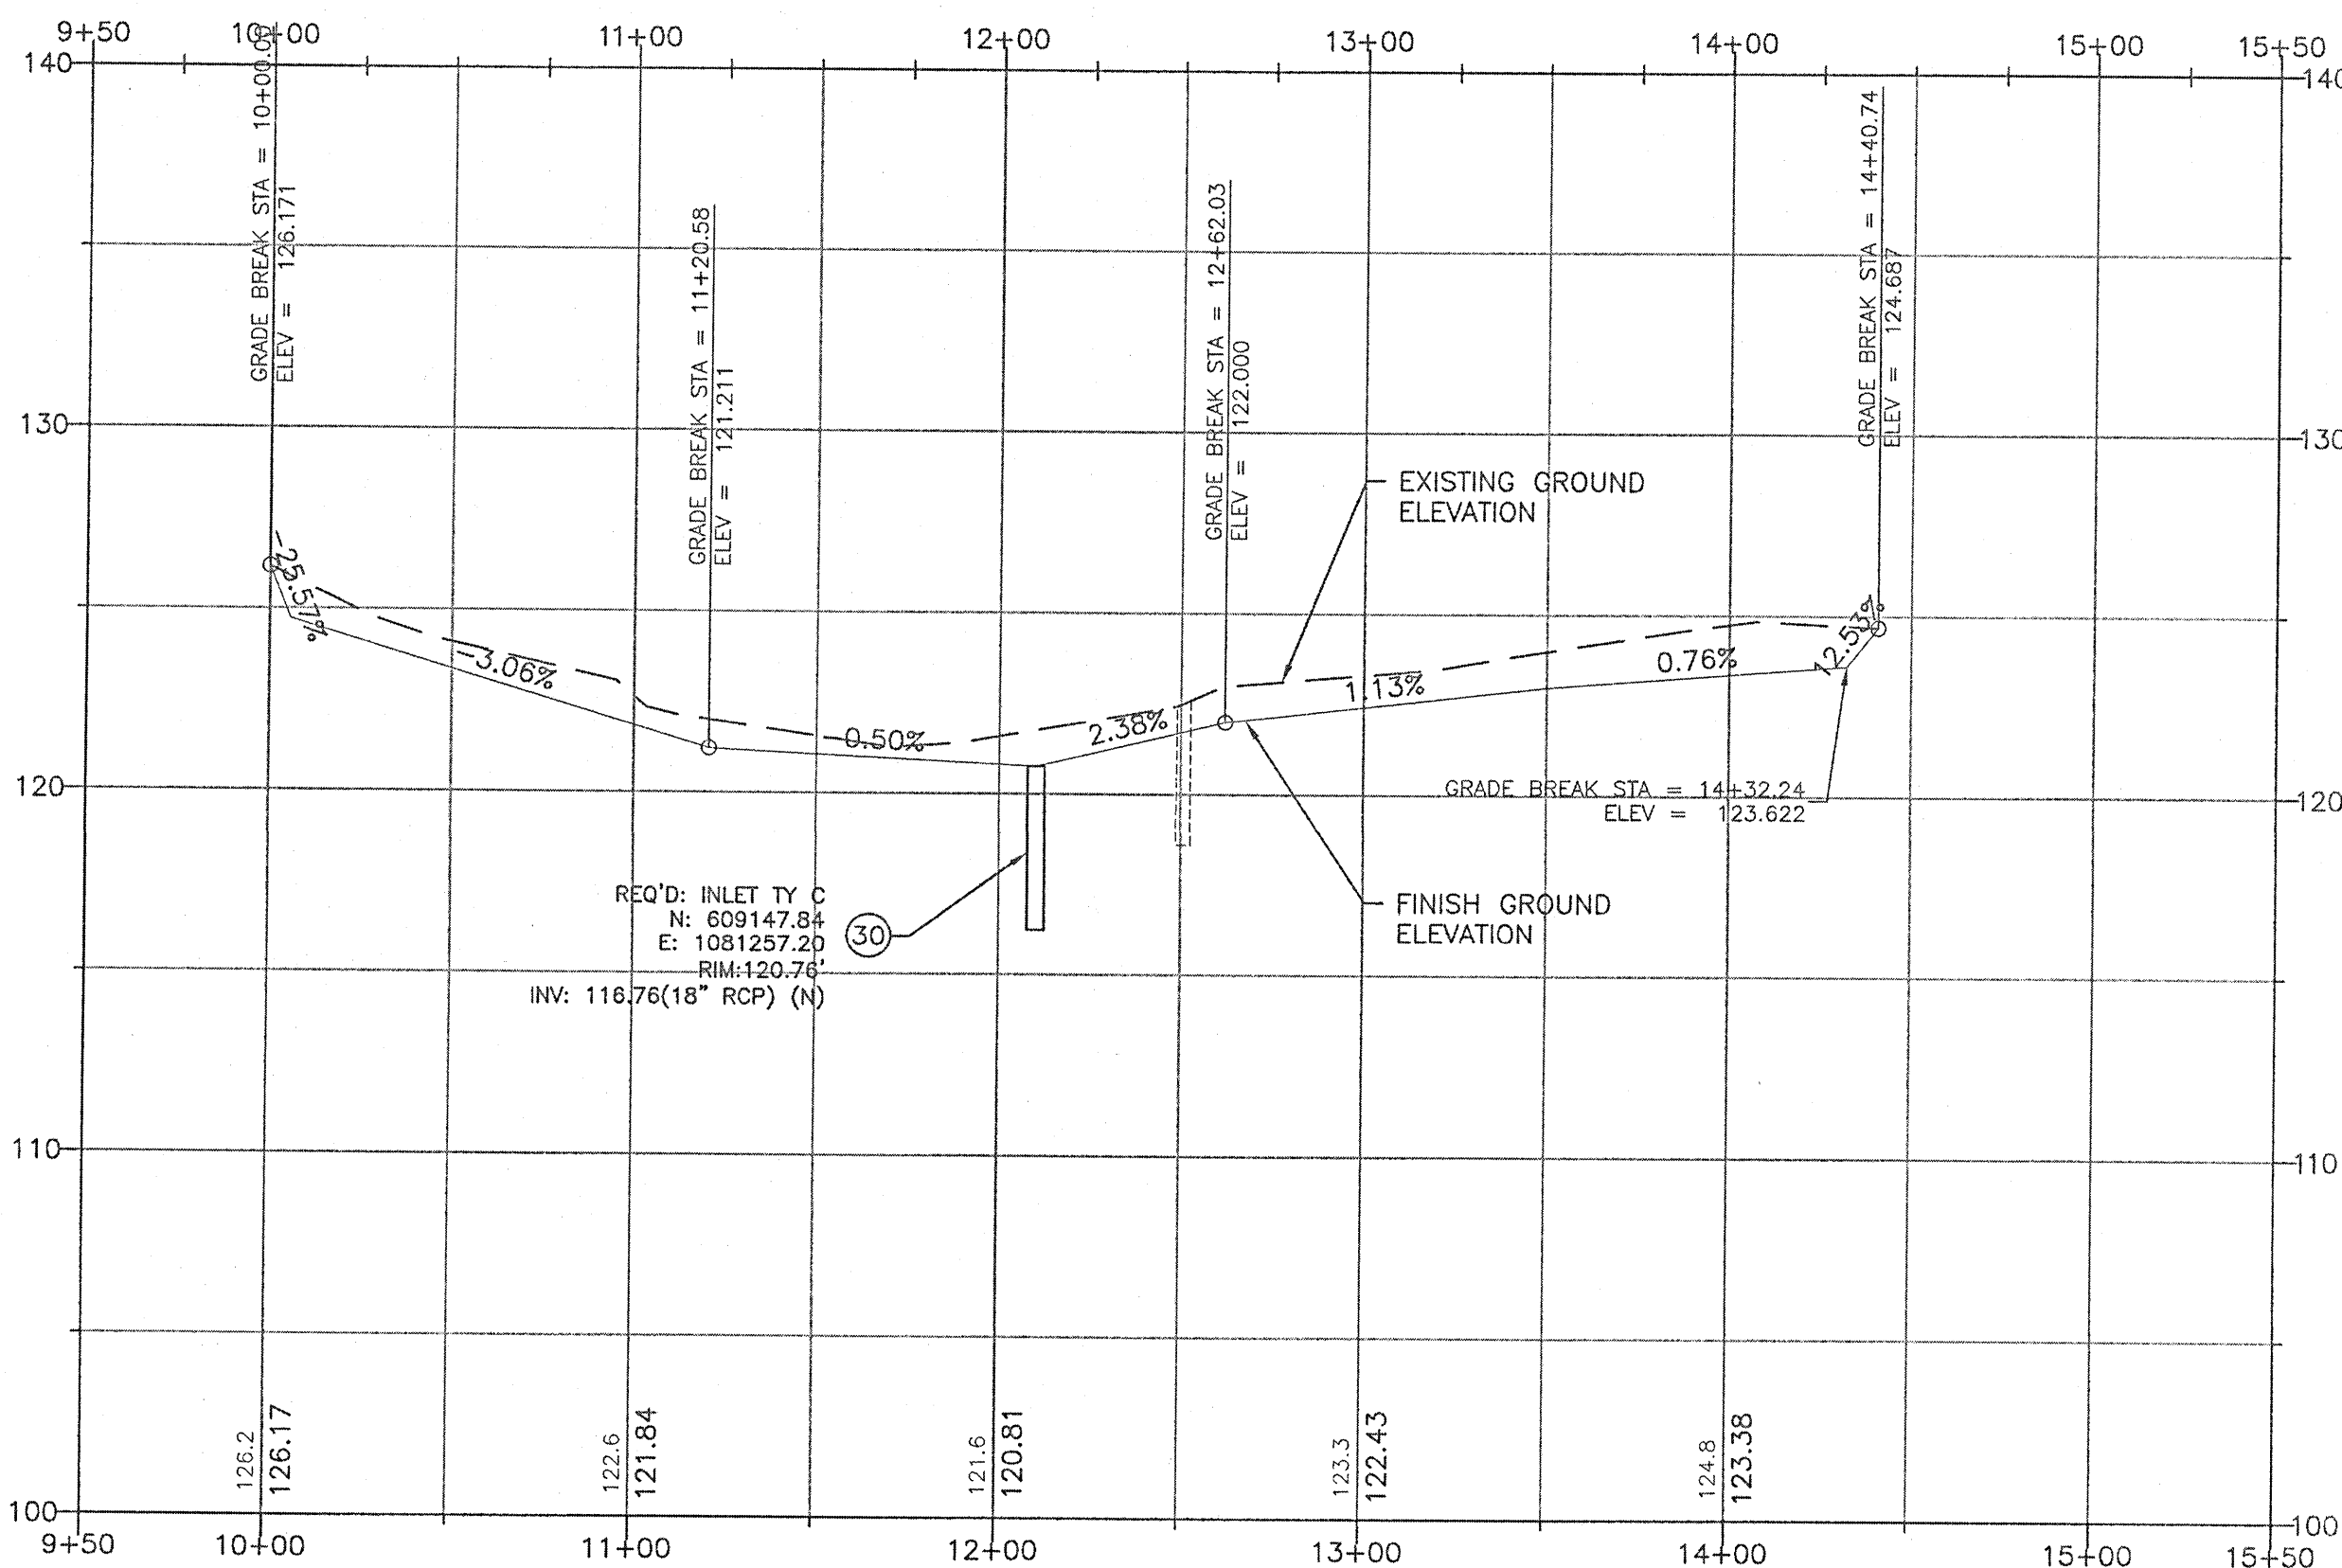 9+50 10+00 11+00 12+00 13+00 14+00 15+00 15+50
140 140
GRADE BREAK STA = 10+00.00
ELEV = 126.171
GRADE BREAK STA = 11+20.58
ELEV = 121.211
GRADE BREAK STA = 12+62.03
ELEV = 122.000
GRADE BREAK STA = 14+40.74
ELEV = 124.687
130 130
EXISTING GROUND
ELEVATION
-25.57%
-3.06%
0.50%
2.38%
1.13%
0.76%
12.53%
120 120
GRADE BREAK STA = 14+32.24
ELEV = 123.622
REQ'D: INLET TY C
N: 609147.84
E: 1081257.20
RIM:120.76'
INV: 116.76(18" RCP) (N)
30
FINISH GROUND
ELEVATION
110 110
126.2
126.17
122.6
121.84
121.6
120.81
123.3
122.43
124.8
123.38
100 100
9+50 10+00 11+00 12+00 13+00 14+00 15+00 15+50